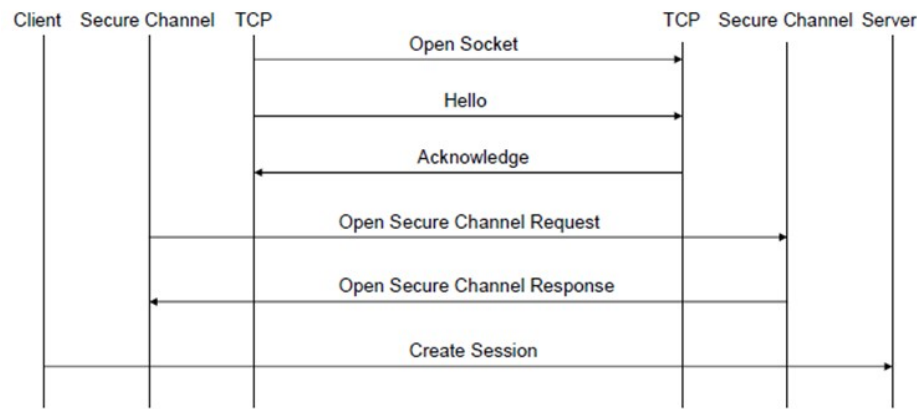 Client Secure Channel TCP TCP Secure Channel Server
Open Socket
Hello
Acknowledge
Open Secure Channel Request
Open Secure Channel Response
Create Session